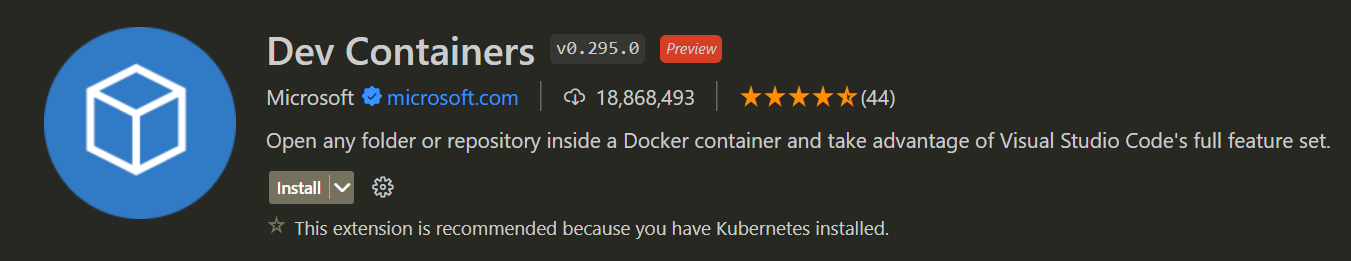 Dev Containers v0.295.0 Preview
Microsoft microsoft.com 18,868,493 (44)
Open any folder or repository inside a Docker container and take advantage of Visual Studio Code's full feature set.
Install
This extension is recommended because you have Kubernetes installed.